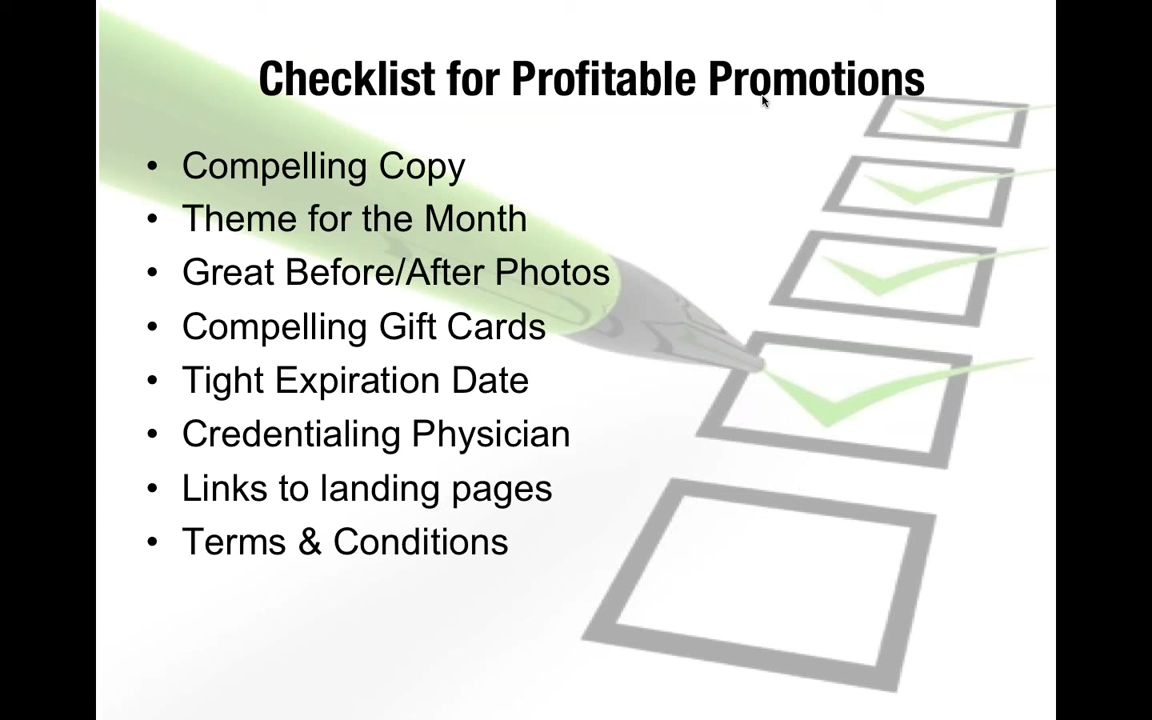 Checklist for Profitable Promotions
• Compelling Copy
• Theme for the Month
• Great Before/After Photos
• Compelling Gift Cards
• Tight Expiration Date
• Credentialing Physician
• Links to landing pages
• Terms & Conditions